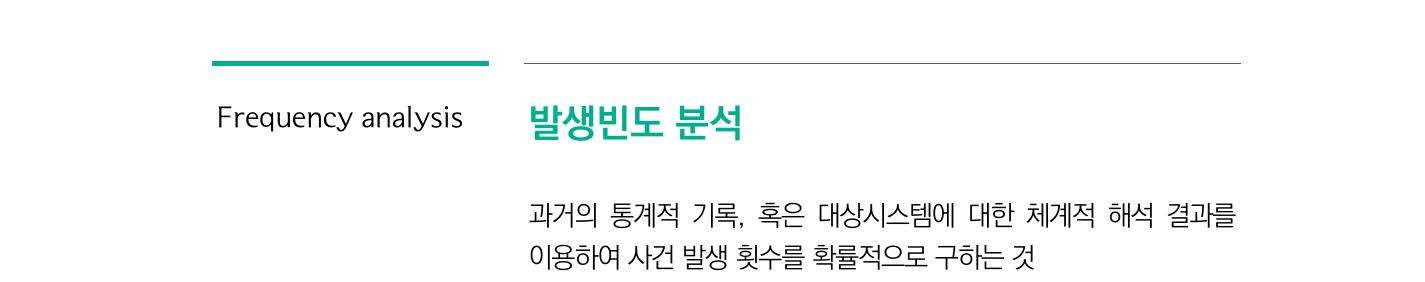 Frequency analysis
발생빈도 분석
과거의 통계적 기록, 혹은 대상시스템에 대한 체계적 해석 결과를
이용하여 사건 발생 횟수를 확률적으로 구하는 것